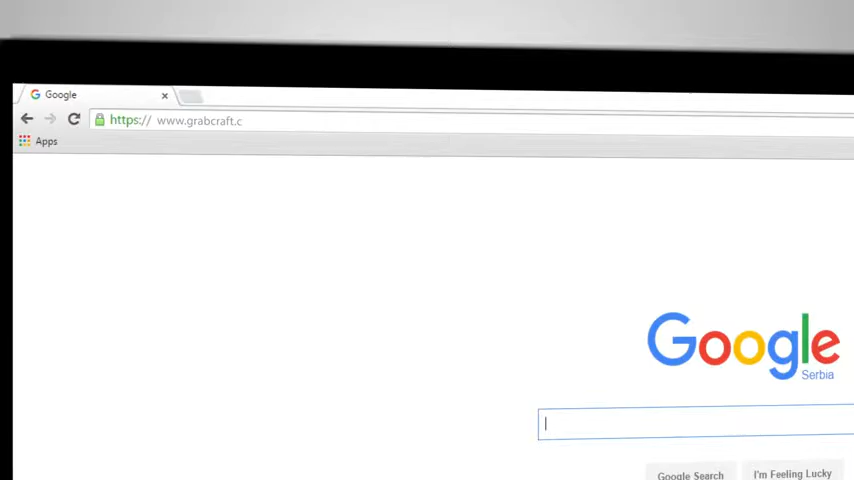 Google
https:// www.grabcraft.c
Apps
Google
Serbia
Google Search
I'm Feeling Lucky